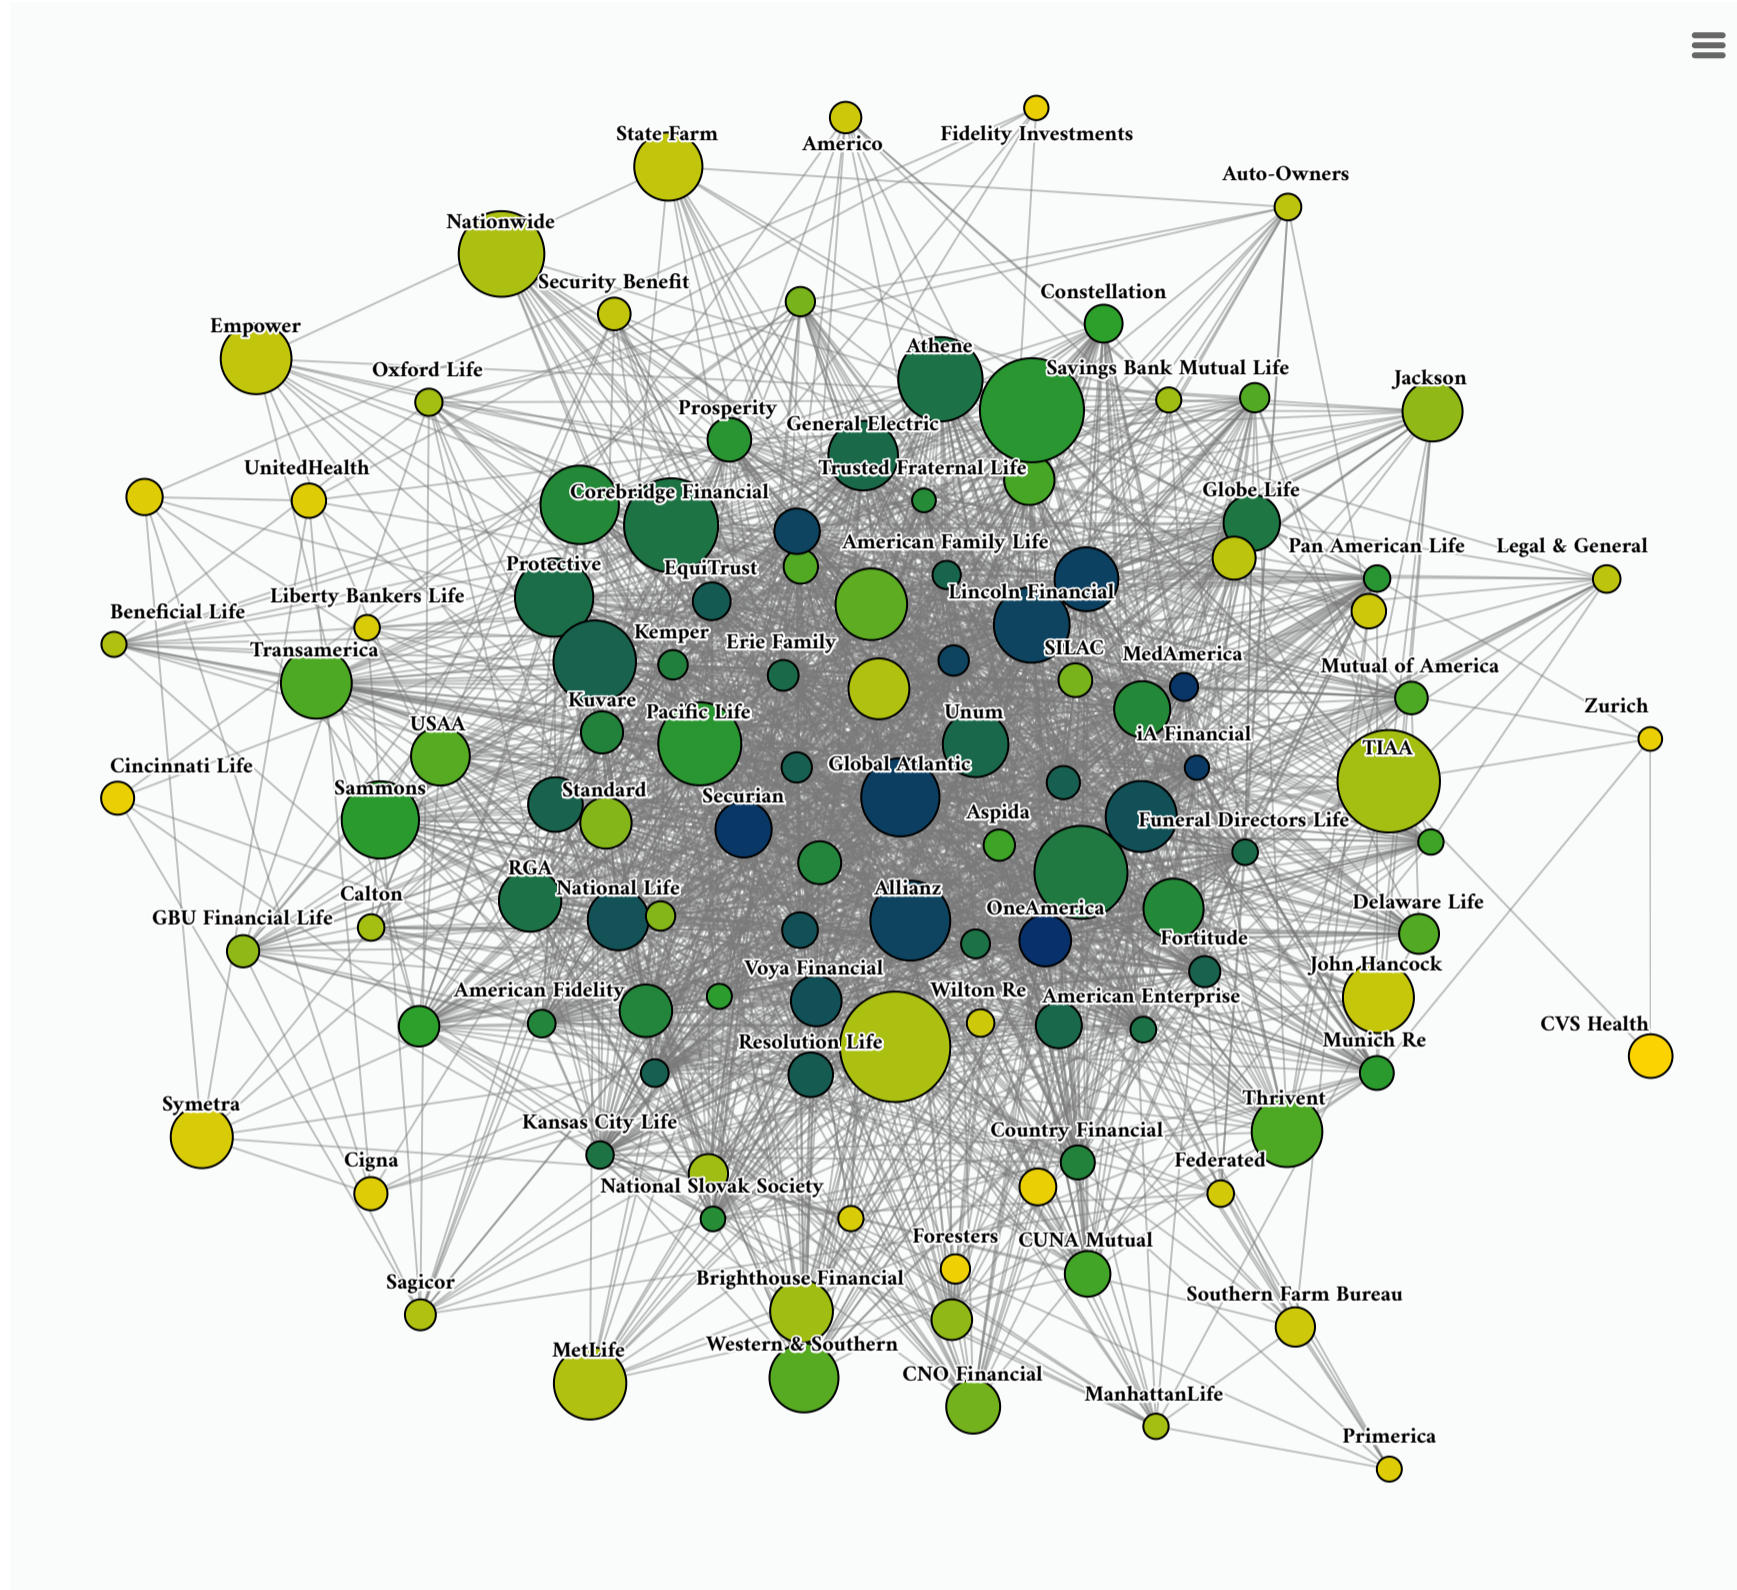 State Farm
Americo
Fidelity Investments
Auto-Owners
Nationwide
Security Benefit
Constellation
Empower
Athene
Oxford Life
Savings Bank Mutual Life
Jackson
Prosperity
General Electric
UnitedHealth
Trusted Fraternal Life
Corebridge Financial
Globe Life
American Family Life
Pan American Life
Legal & General
Protective
EquiTrust
Lincoln Financial
Liberty Bankers Life
Beneficial Life
Kemper
Erie Family
Transamerica
SILAC
MedAmerica
Mutual of America
Kuvare
Pacific Life
Unum
Zurich
USAA
iA Financial
TIAA
Cincinnati Life
Global Atlantic
Sammons
Standard
Securian
Aspida
Funeral Directors Life
RGA
National Life
Allianz
Calton
GBU Financial Life
OneAmerica
Delaware Life
Fortitude
Voya Financial
John Hancock
American Fidelity
Wilton Re
American Enterprise
CVS Health
Resolution Life
Munich Re
Symetra
Thrivent
Kansas City Life
Country Financial
Cigna
Federated
National Slovak Society
Foresters
CUNA Mutual
Sagicor
Brighthouse Financial
Southern Farm Bureau
MetLife
Western & Southern
CNO Financial
ManhattanLife
Primerica